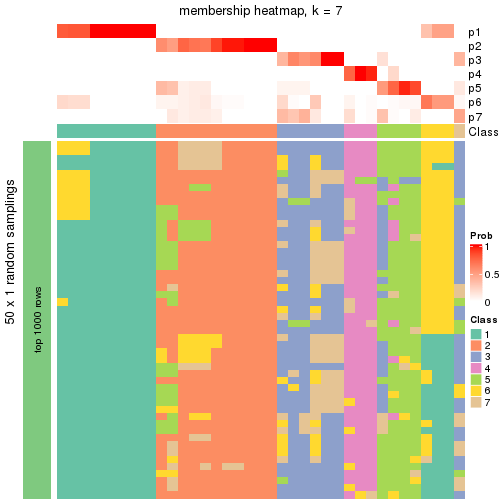 membership heatmap, k = 7
p1
p2
p3
p4
p5
p6
p7
Class
50 x 1 random samplings
top 1000 rows
Prob
1
0.5
0
Class
1
2
3
4
5
6
7